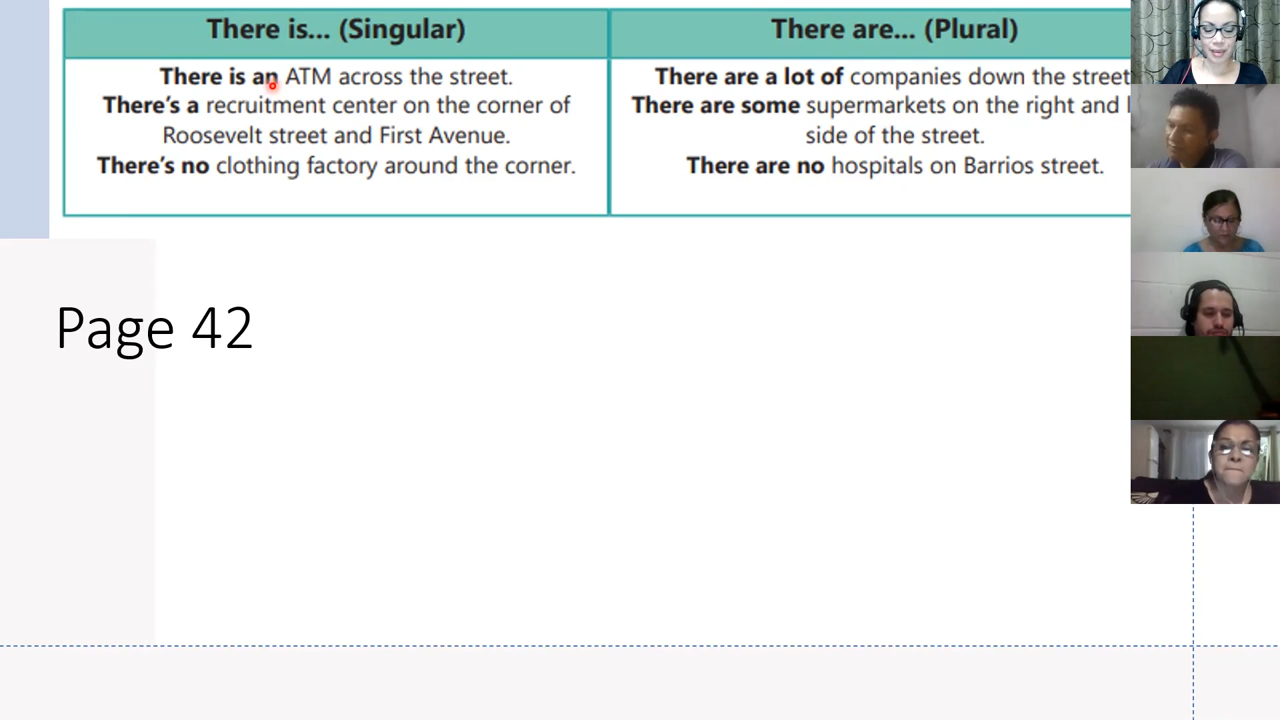 There is... (Singular)
There is an ATM across the street.
There's a recruitment center on the corner of
Roosevelt street and First Avenue.
There's no clothing factory around the corner.
There are... (Plural)
There are a lot of companies down the street
There are some supermarkets on the right and
side of the street.
There are no hospitals on Barrios street.
Page 42